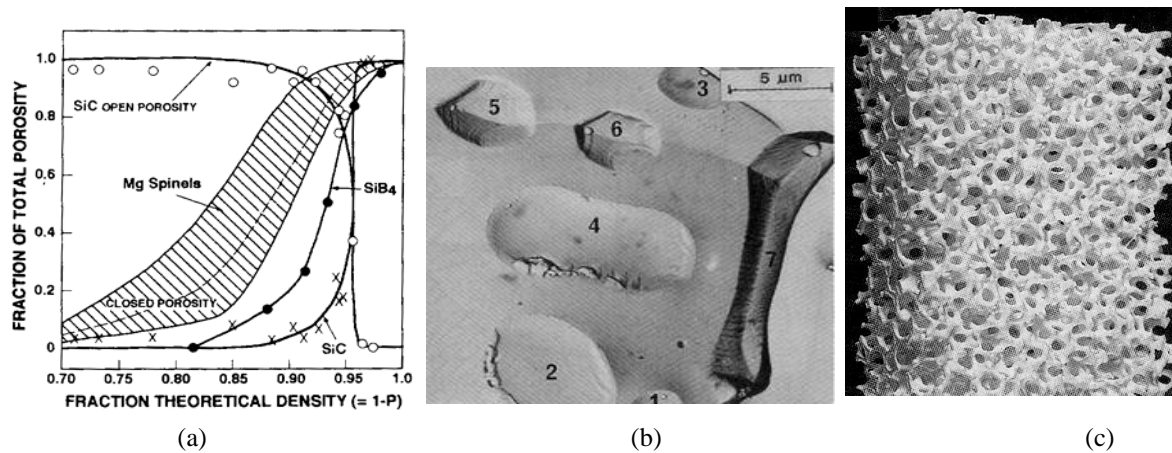 FRACTION OF TOTAL POROSITY
1.0
0.8
0.6
0.4
0.2
0
SiC OPEN POROSITY
Mg Spinels
SiB4
CLOSED POROSITY
SiC
0.70 0.75 0.80 0.85 0.90 0.95 1.0
FRACTION THEORETICAL DENSITY (= 1-P)
5 μm
3
5
6
4
7
2
1
(a) (b) (c)